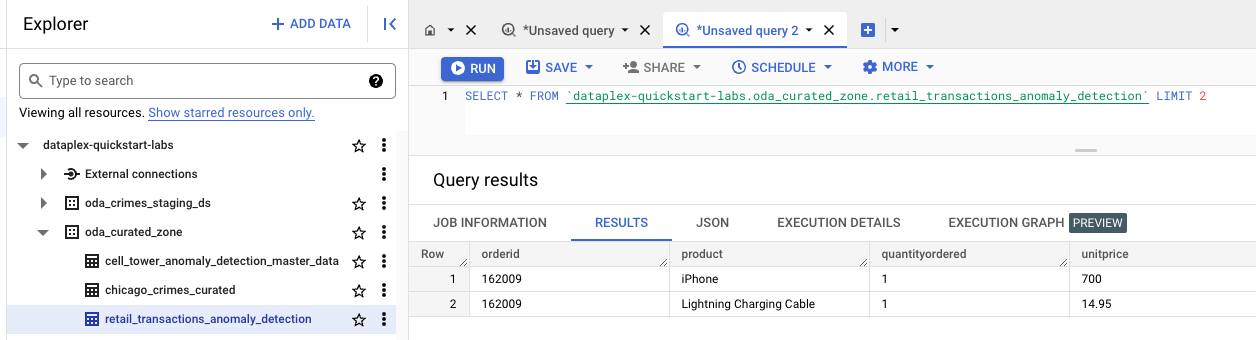 Explorer
+ ADD DATA
Type to search
Viewing all resources. Show starred resources only.
dataplex-quickstart-labs
External connections
oda_crimes_staging_ds
oda_curated_zone
cell_tower_anomaly_detection_master_data
chicago_crimes_curated
retail_transactions_anomaly_detection
*Unsaved query
*Unsaved query 2
RUN SAVE SHARE SCHEDULE MORE
1 SELECT * FROM `dataplex-quickstart-labs.oda_curated_zone.retail_transactions_anomaly_detection` LIMIT 2
Query results
JOB INFORMATION RESULTS JSON EXECUTION DETAILS EXECUTION GRAPH PREVIEW
Row orderid product quantityordered unitprice
1 162009 iPhone 1 700
2 162009 Lightning Charging Cable 1 14.95